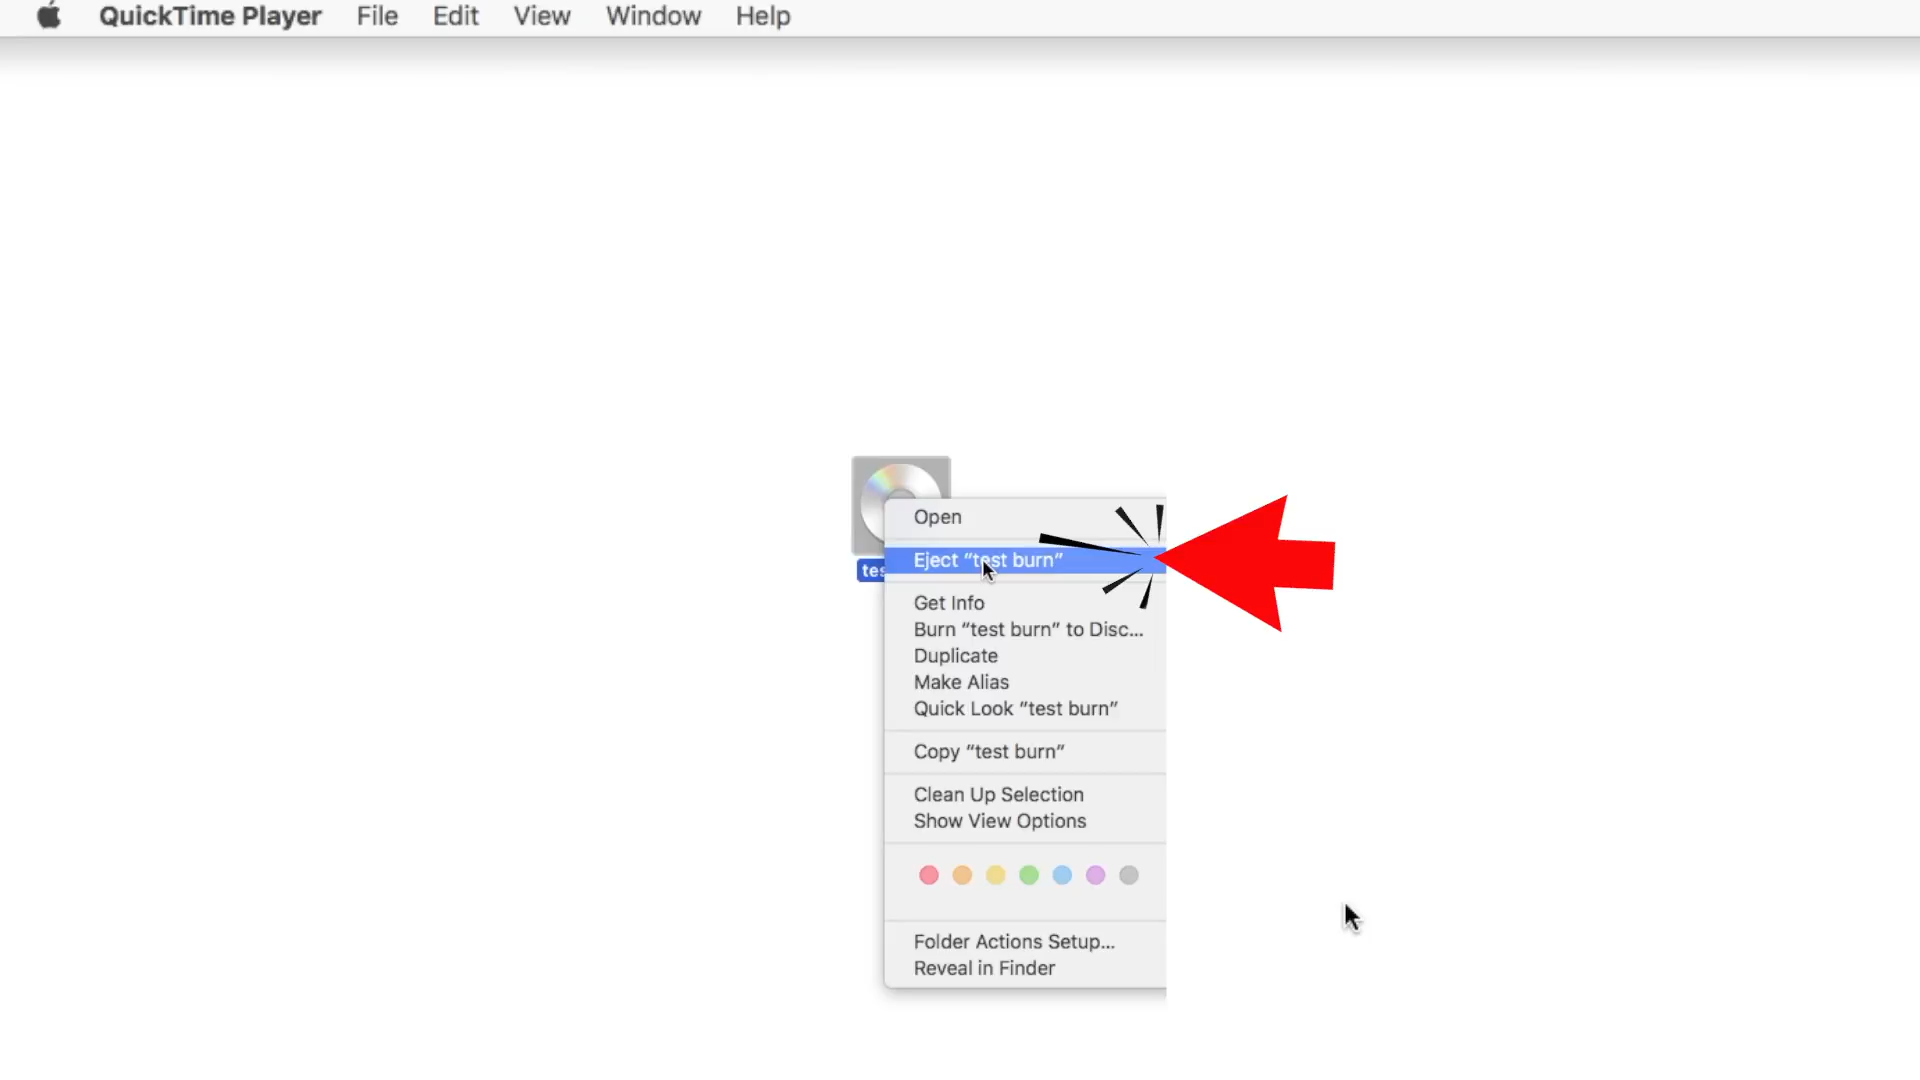 QuickTime Player File Edit View Window Help
Open
Eject “test burn”
tes
Get Info
Burn “test burn” to Disc...
Duplicate
Make Alias
Quick Look “test burn”
Copy “test burn”
Clean Up Selection
Show View Options
Folder Actions Setup...
Reveal in Finder